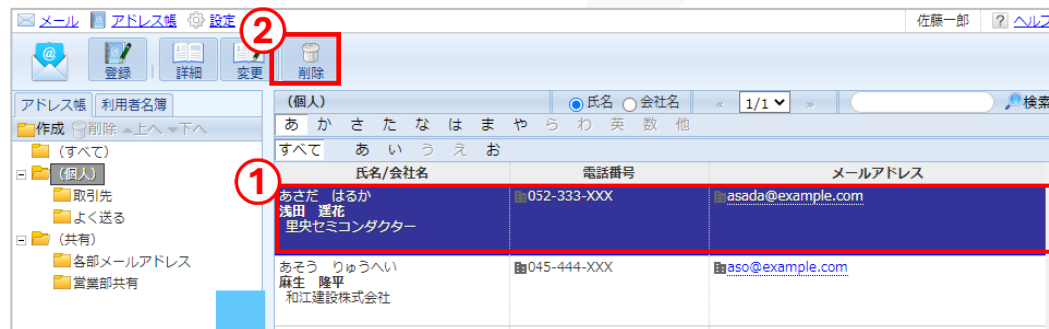 メール アドレス帳 設定 佐藤一郎 ? ヘルプ
②
登録 詳細 変更 削除
アドレス帳 利用者名簿 (個人) 氏名 会社名 « 1/1 » 検索
作成 削除 上へ 下へ
あ か さ た な は ま や ら わ 英 数 他
(すべて)
すべて あ い う え お
(個人)
①
氏名/会社名 電話番号 メールアドレス
取引先
よく送る
(共有)
各部メールアドレス
営業部共有
あさだ はるか 052-333-XXX asada@example.com
浅田 遥花
里央セミコンダクター
あそう りゅうへい 045-444-XXX aso@example.com
麻生 隆平
和江建設株式会社